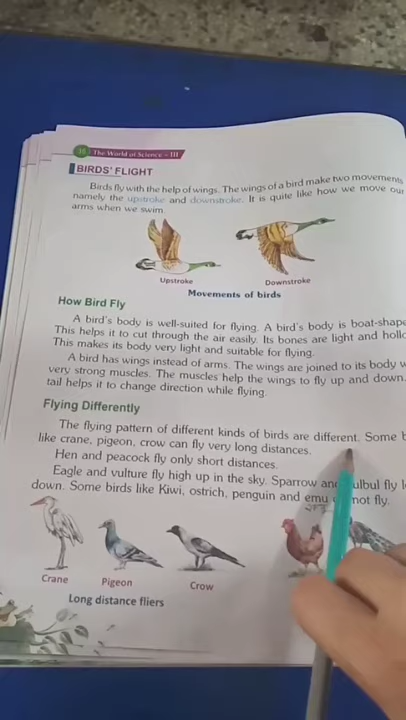 38 The World of Science - III
BIRDS' FLIGHT
Birds fly with the help of wings. The wings of a bird make two movements
namely the upstroke and downstroke. It is quite like how we move our
arms when we swim.
Upstroke
Downstroke
Movements of birds
How Bird Fly
A bird's body is well-suited for flying. A bird's body is boat-shape
This helps it to cut through the air easily. Its bones are light and hollo
This makes its body very light and suitable for flying.
A bird has wings instead of arms. The wings are joined to its body w
very strong muscles. The muscles help the wings to fly up and down.
tail helps it to change direction while flying.
Flying Differently
The flying pattern of different kinds of birds are different. Some b
like crane, pigeon, crow can fly very long distances.
Hen and peacock fly only short distances.
Eagle and vulture fly high up in the sky. Sparrow and ulbul fly l
down. Some birds like Kiwi, ostrich, penguin and emu not fly.
Crane
Pigeon
Crow
Long distance fliers